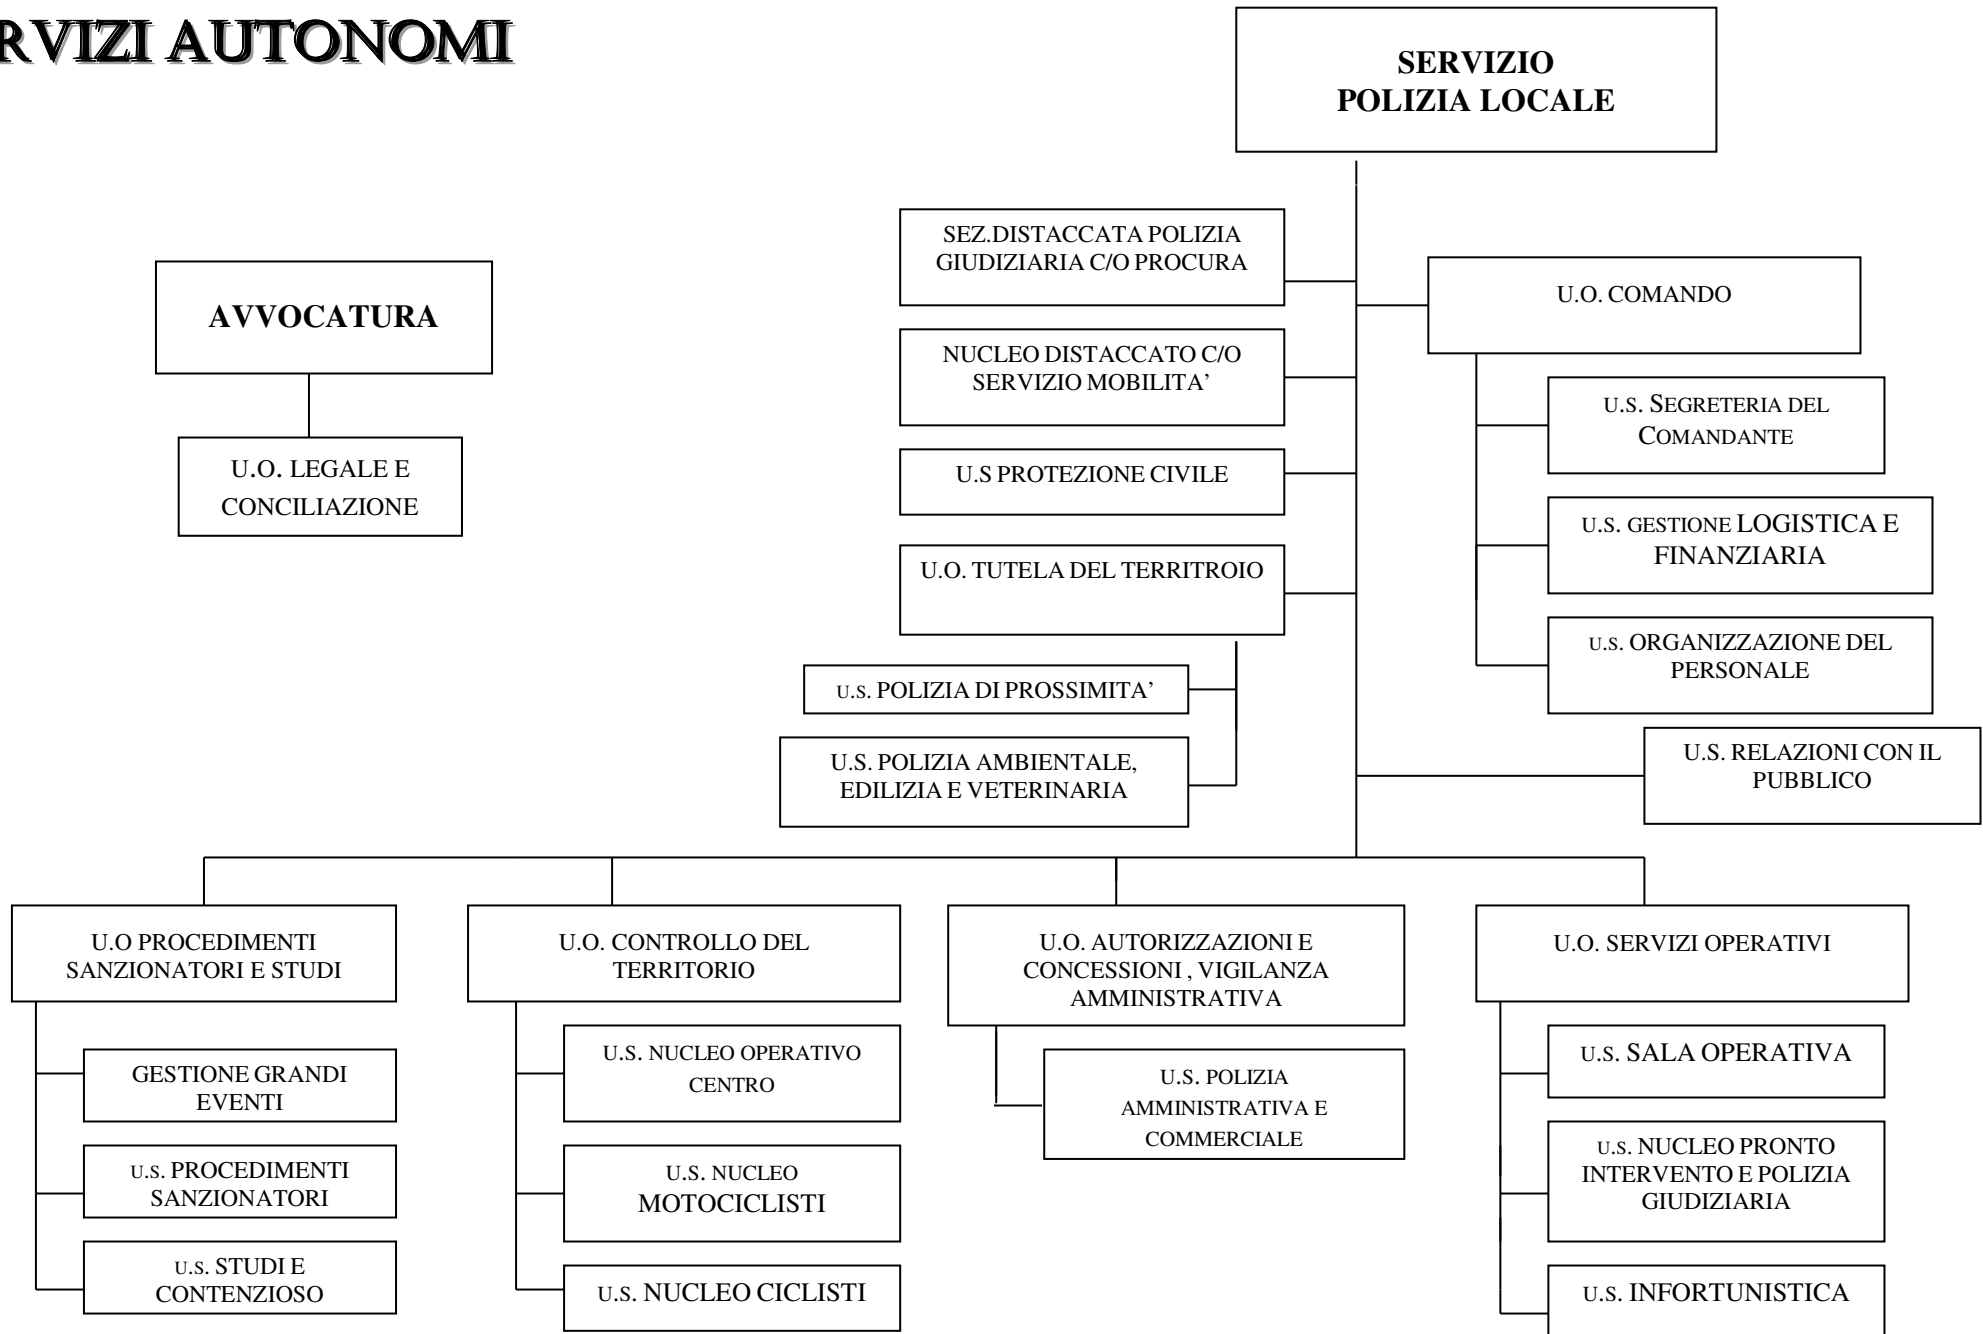 RVIZI AUTONOMI
SERVIZIO
POLIZIA LOCALE
AVVOCATURA
U.O. LEGALE E
CONCILIAZIONE
SEZ.DISTACCATA POLIZIA
GIUDIZIARIA C/O PROCURA
NUCLEO DISTACCATO C/O
SERVIZIO MOBILITA’
U.S PROTEZIONE CIVILE
U.O. TUTELA DEL TERRITROIO
U.S. POLIZIA DI PROSSIMITA’
U.S. POLIZIA AMBIENTALE,
EDILIZIA E VETERINARIA
U.O. COMANDO
U.S. SEGRETERIA DEL
COMANDANTE
U.S. GESTIONE LOGISTICA E
FINANZIARIA
U.S. ORGANIZZAZIONE DEL
PERSONALE
U.S. RELAZIONI CON IL
PUBBLICO
U.O PROCEDIMENTI
SANZIONATORI E STUDI
GESTIONE GRANDI
EVENTI
U.S. PROCEDIMENTI
SANZIONATORI
U.S. STUDI E
CONTENZIOSO
U.O. CONTROLLO DEL
TERRITORIO
U.S. NUCLEO OPERATIVO
CENTRO
U.S. NUCLEO
MOTOCICLISTI
U.S. NUCLEO CICLISTI
U.O. AUTORIZZAZIONI E
CONCESSIONI , VIGILANZA
AMMINISTRATIVA
U.S. POLIZIA
AMMINISTRATIVA E
COMMERCIALE
U.O. SERVIZI OPERATIVI
U.S. SALA OPERATIVA
U.S. NUCLEO PRONTO
INTERVENTO E POLIZIA
GIUDIZIARIA
U.S. INFORTUNISTICA